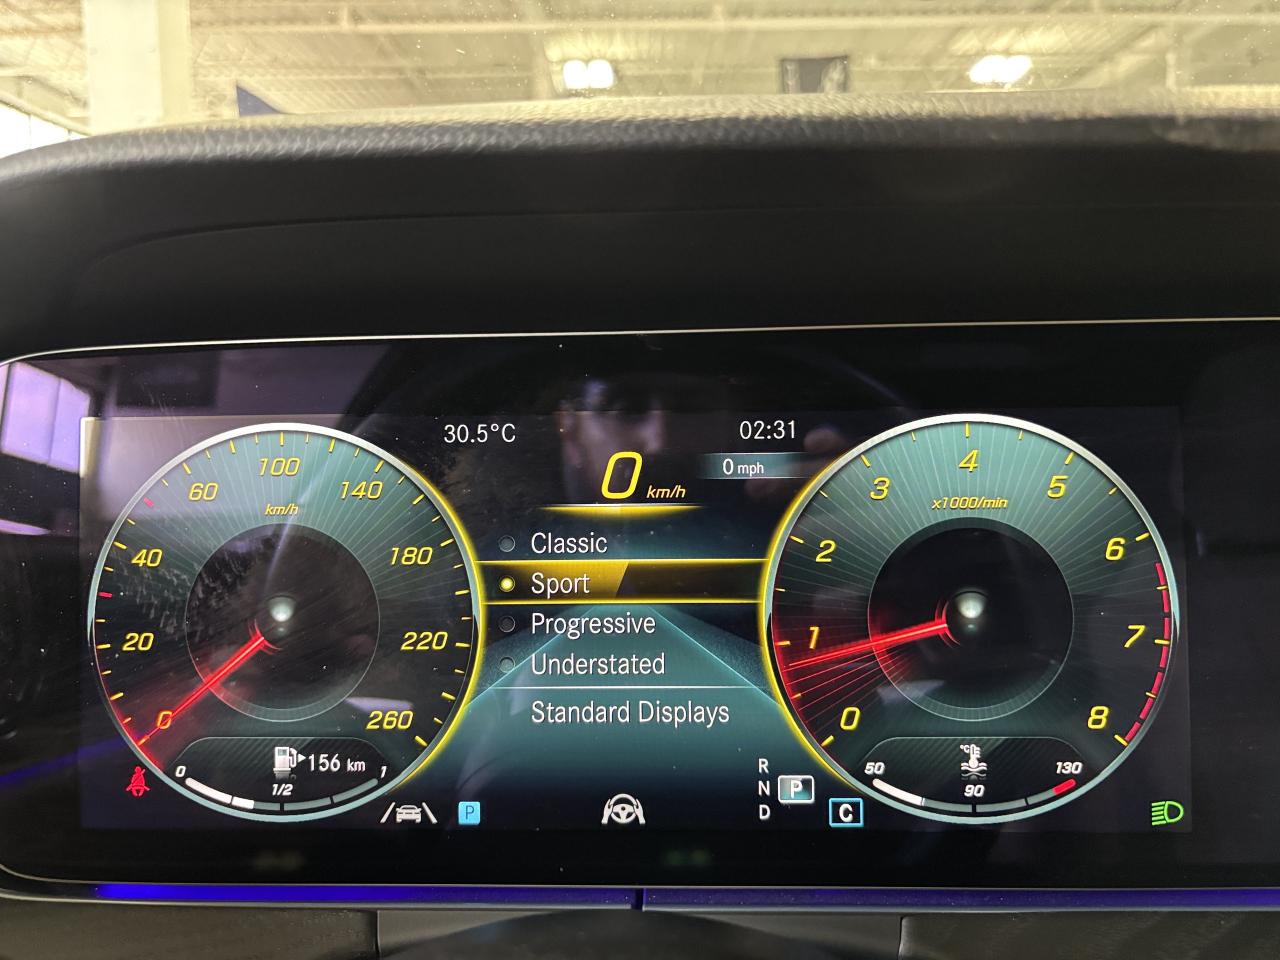 30.5°C
02:31
0 km/h
0 mph
Classic
Sport
Progressive
Understated
Standard Displays
0
20
40
60
100
140
180
220
260
km/h
0
1/2
1
156 km
P
R
N
D
P
C
0
1
2
3
4
5
6
7
8
x1000/min
°C
50
90
130